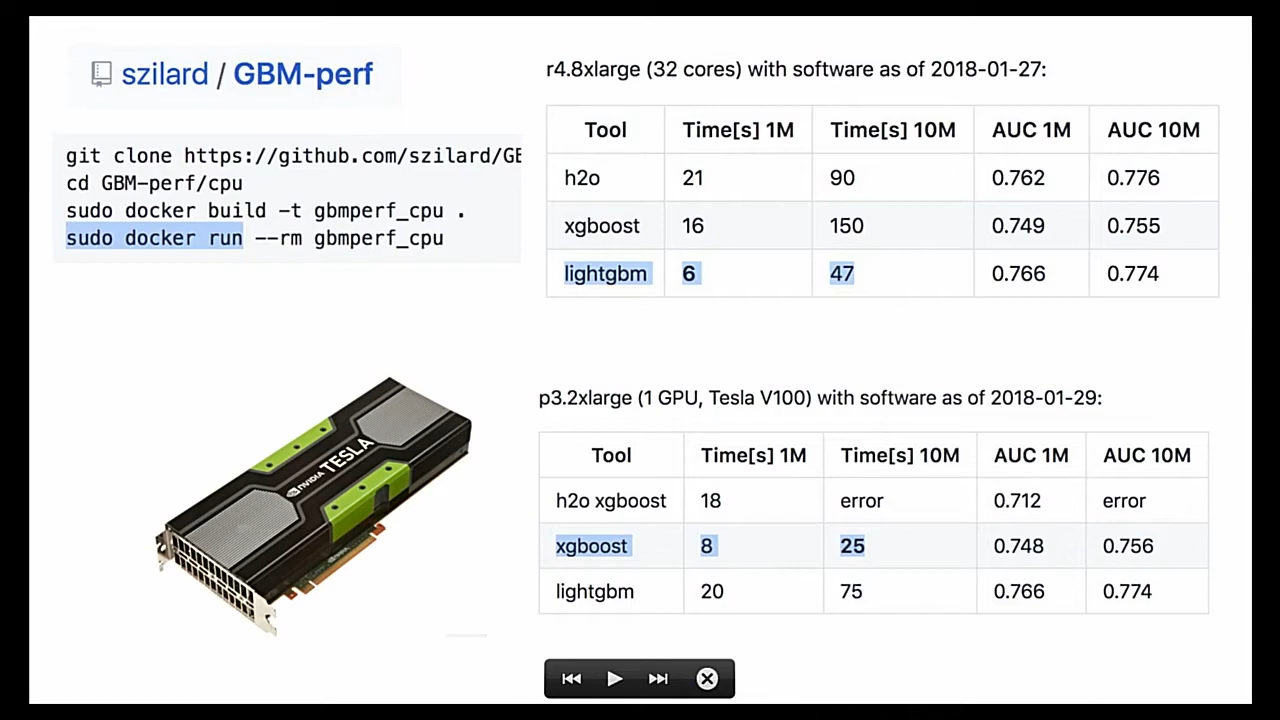 szilard / GBM-perf
git clone https://github.com/szilard/GB
cd GBM-perf/cpu
sudo docker build -t gbmperf_cpu .
sudo docker run --rm gbmperf_cpu
r4.8xlarge (32 cores) with software as of 2018-01-27:
Tool Time[s] 1M Time[s] 10M AUC 1M AUC 10M
h2o 21 90 0.762 0.776
xgboost 16 150 0.749 0.755
lightgbm 6 47 0.766 0.774
NVIDIA TESLA
p3.2xlarge (1 GPU, Tesla V100) with software as of 2018-01-29:
Tool Time[s] 1M Time[s] 10M AUC 1M AUC 10M
h2o xgboost 18 error 0.712 error
xgboost 8 25 0.748 0.756
lightgbm 20 75 0.766 0.774